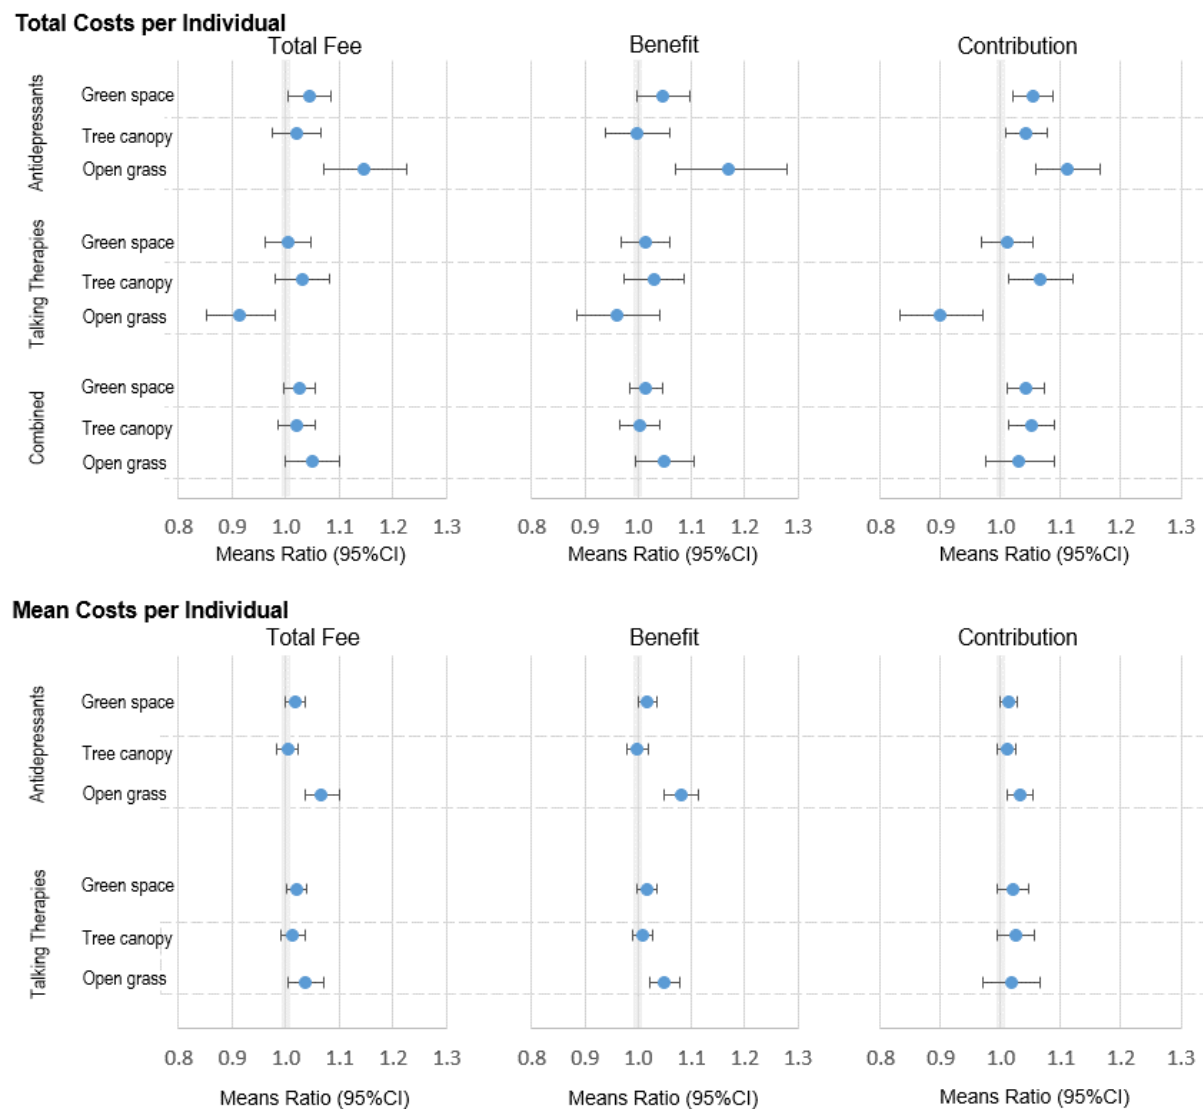 Total Costs per Individual
Total Fee Benefit Contribution
Antidepressants
Green space
Tree canopy
Open grass
Talking Therapies
Green space
Tree canopy
Open grass
Combined
Green space
Tree canopy
Open grass
0.8 0.9 1.0 1.1 1.2 1.3 0.8 0.9 1.0 1.1 1.2 1.3 0.8 0.9 1.0 1.1 1.2 1.3
Means Ratio (95%CI) Means Ratio (95%CI) Means Ratio (95%CI)
Mean Costs per Individual
Total Fee Benefit Contribution
Antidepressants
Green space
Tree canopy
Open grass
Talking Therapies
Green space
Tree canopy
Open grass
0.8 0.9 1.0 1.1 1.2 1.3 0.8 0.9 1.0 1.1 1.2 1.3 0.8 0.9 1.0 1.1 1.2 1.3
Means Ratio (95%CI) Means Ratio (95%CI) Means Ratio (95%CI)